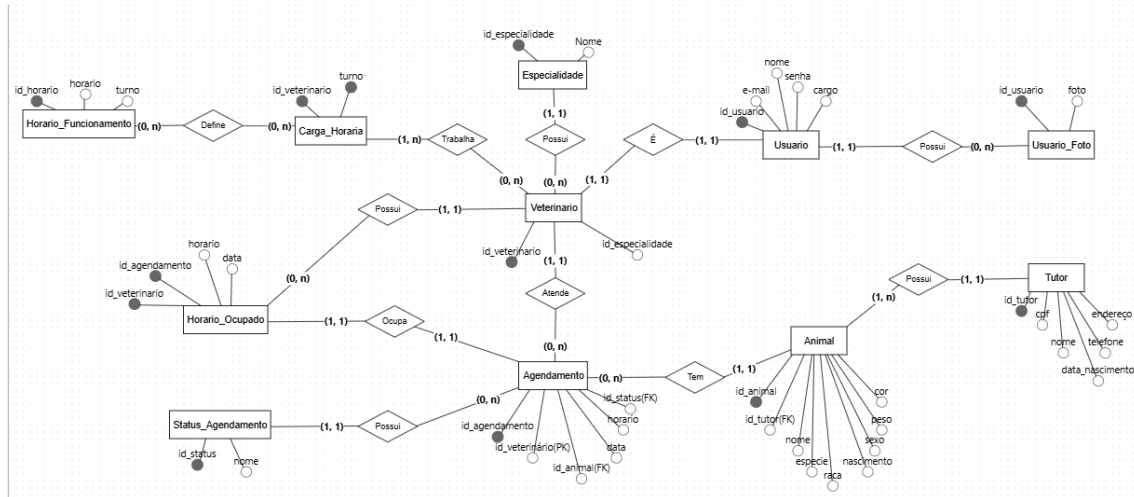 id_especialidade
Nome
Especialidade
(1, 1)
Possui
(0, n)
id_horario
horario
turno
Horario_Funcionamento
(0, n)
Define
(0, n)
id_veterinario
turno
Carga_Horaria
(1, n)
Trabalha
(0, n)
nome
senha
e-mail
cargo
id_usuario
Usuario
(1, 1)
É
(1, 1)
(1, 1)
Possui
(0, n)
id_usuario
foto
Usuario_Foto
Veterinario
id_veterinario
id_especialidade
(1, 1)
Possui
(0, n)
horario
data
id_agendamento
id_veterinario
Horario_Ocupado
(1, 1)
Ocupa
(1, 1)
(1, 1)
Atende
(0, n)
Agendamento
(0, n)
Tem
(1, 1)
id_status(FK)
horario
id_agendamento
id_veterinário(PK)
data
id_animal(FK)
(0, n)
Possui
(1, 1)
Status_Agendamento
id_status
nome
Animal
id_animal
id_tutor(FK)
nome
especie
raca
nascimento
sexo
peso
cor
(1, n)
Possui
(1, 1)
Tutor
id_tutor
cpf
nome
endereço
telefone
data_nascimento